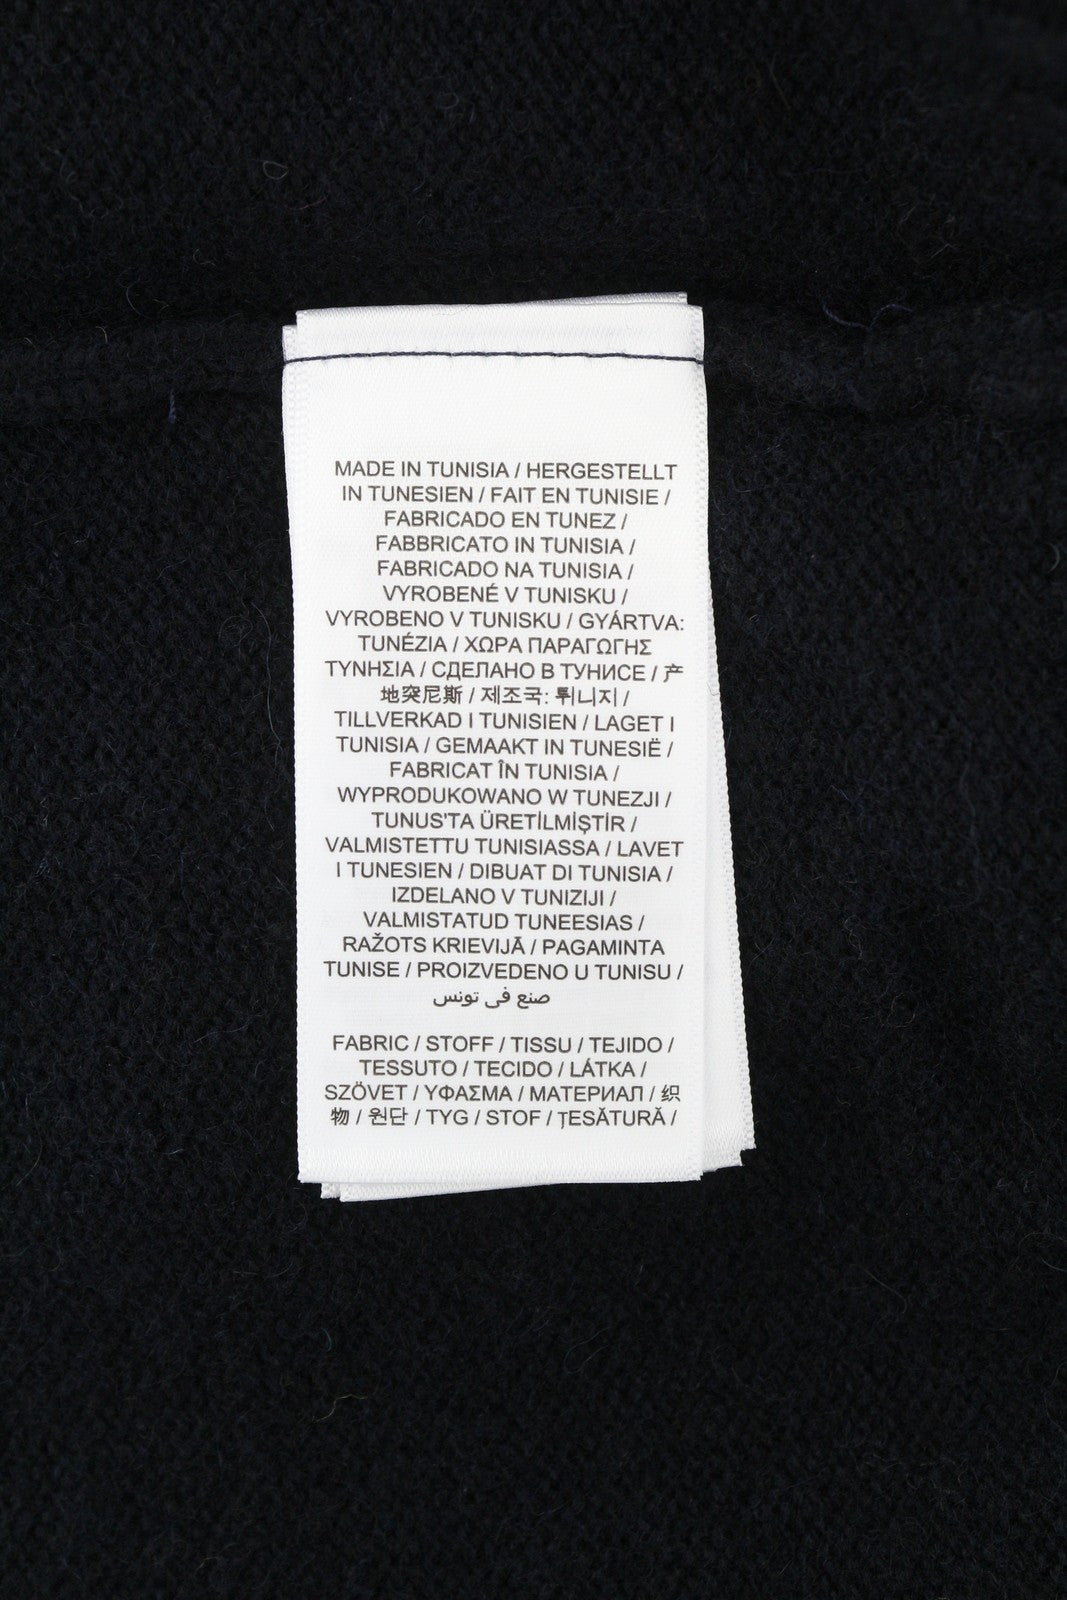 MADE IN TUNISIA / HERGESTELLT
IN TUNESIEN / FAIT EN TUNISIE /
FABRICADO EN TUNEZ /
FABBRICATO IN TUNISIA /
FABRICADO NA TUNISIA /
VYROBENÉ V TUNISKU /
VYROBENO V TUNISKU / GYÁRTVA:
TUNÉZIA / ΧΩΡΑ ΠΑΡΑΓΩΓΗΣ
ΤΥΝΗΣΙΑ / СДЕЛАНО В ТУНИСЕ / 产
地突尼斯 / 제조국: 튀니지 /
TILLVERKAD I TUNISIEN / LAGET I
TUNISIA / GEMAAKT IN TUNESIË /
FABRICAT ÎN TUNISIA /
WYPRODUKOWANO W TUNEZJI /
TUNUS'TA ÜRETİLMİŞTİR /
VALMISTETTU TUNISIASSA / LAVET
I TUNESIEN / DIBUAT DI TUNISIA /
IZDELANO V TUNIZIJI /
VALMISTATUD TUNEESIAS /
RAŽOTS KRIEVIJĀ / PAGAMINTA
TUNISE / PROIZVEDENO U TUNISU /
صنع في تونس
FABRIC / STOFF / TISSU / TEJIDO /
TESSUTO / TECIDO / LÁTKA /
SZÖVET / ΥΦΑΣΜΑ / МАТЕРИАЛ / 织
物 / 원단 / TYG / STOF / ȚESĂTURĂ /